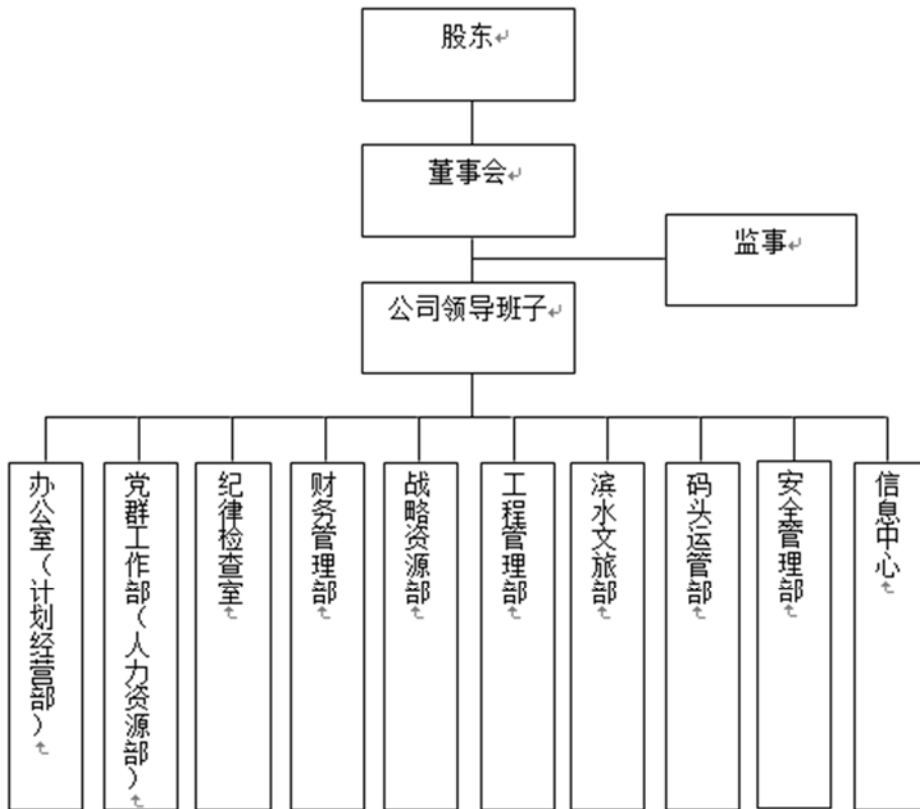 股东
董事会
监事
公司领导班子
办公室（计划经营部）
党群工作部（人力资源部）
纪律检查室
财务管理部
战略资源部
工程管理部
滨水文旅部
码头运管部
安全管理部
信息中心